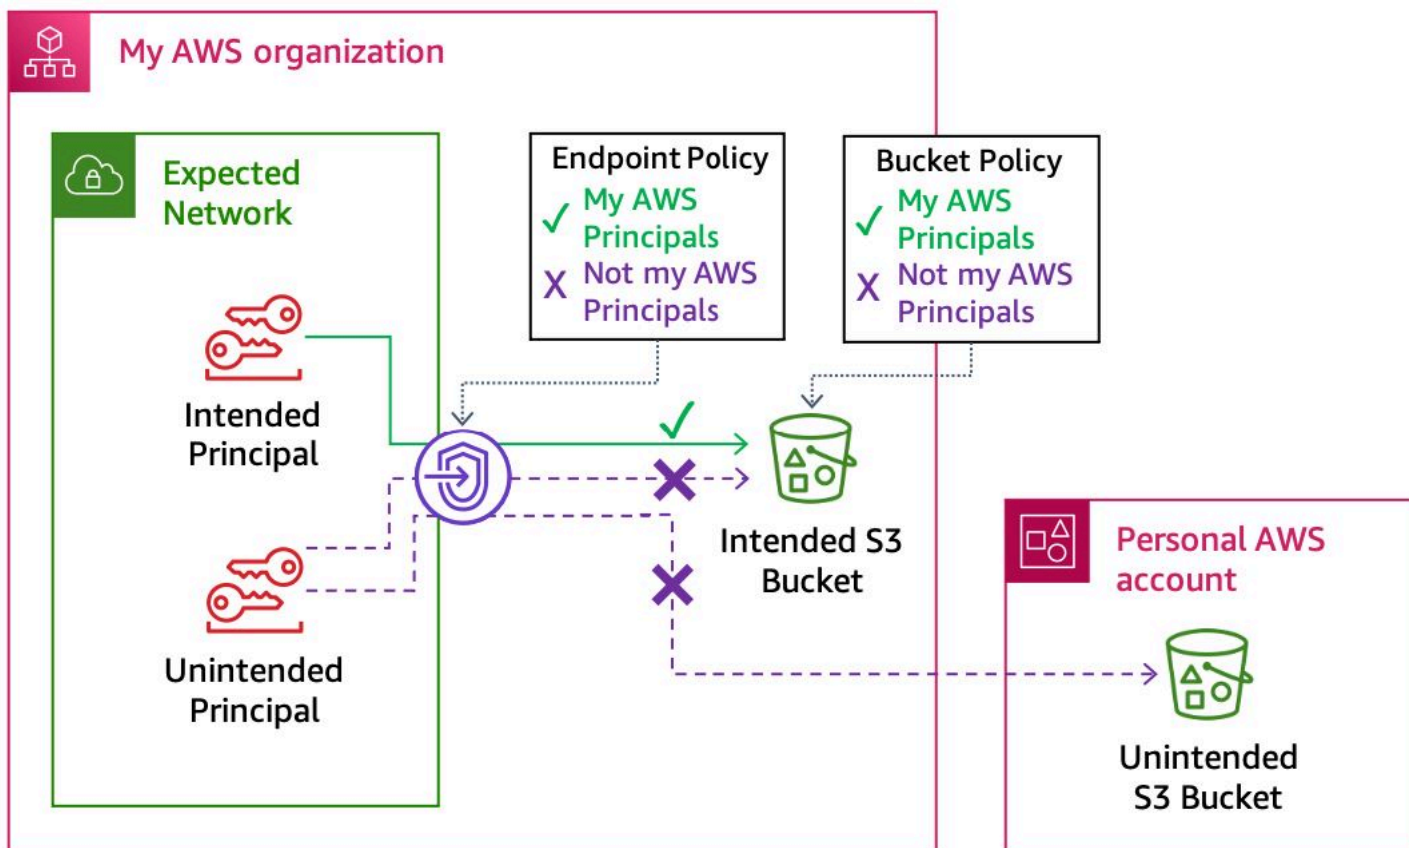 My AWS organization
Expected
Network
Endpoint Policy
✓ My AWS
Principals
X Not my AWS
Principals
Bucket Policy
✓ My AWS
Principals
X Not my AWS
Principals
Intended
Principal
Unintended
Principal
Intended S3
Bucket
Personal AWS
account
Unintended
S3 Bucket